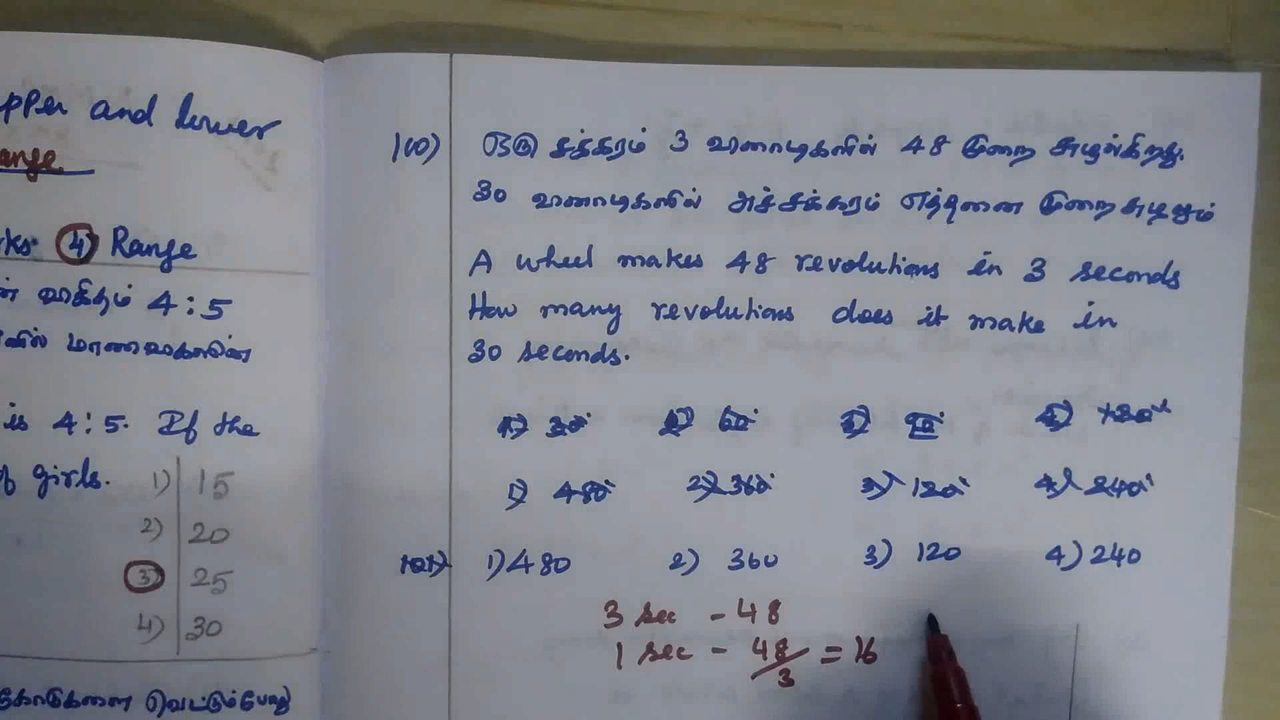 pper and lower
ange
ks. 4 Range
ன் விகிதம் 4:5
is 4:5. If the
f girls. 1) 15
2) 20
3) 25
4) 30
கோடுகளை வெட்டும்போது
100) ஒரு சக்கரம் 3 வினாடிகளில் 48 முறை சுழல்கிறது.
30 வினாடிகளில் அச்சக்கரம் எத்தனை முறை சுழலும்
A wheel makes 48 revolutions in 3 seconds
How many revolutions does it make in
30 seconds.
1) 480 2) 360 3) 120 4) 240
101) 1) 480 2) 360 3) 120 4) 240
3 sec - 48
1 sec - 48/3 = 16